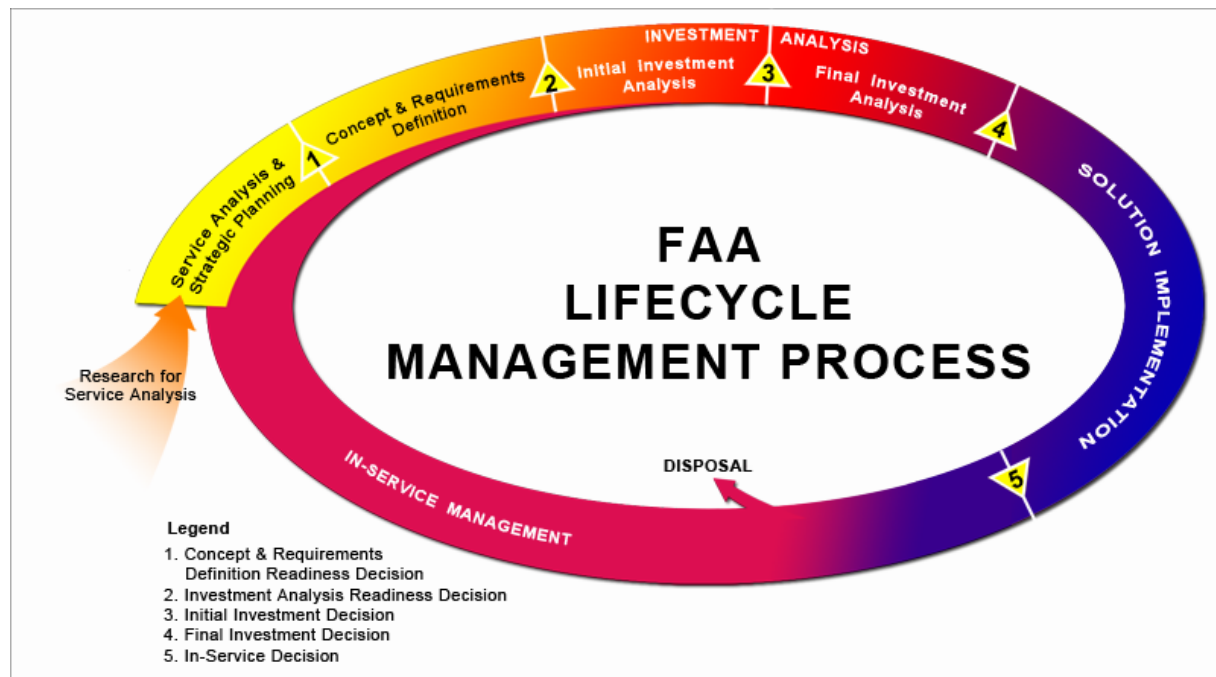 INVESTMENT ANALYSIS
Service Analysis &
Strategic Planning
1
Concept & Requirements
Definition
2
Initial Investment
Analysis
3
Final Investment
Analysis
4
SOLUTION IMPLEMENTATION
5
IN-SERVICE MANAGEMENT
DISPOSAL
FAA
LIFECYCLE
MANAGEMENT PROCESS
Research for
Service Analysis
Legend
1. Concept & Requirements
Definition Readiness Decision
2. Investment Analysis Readiness Decision
3. Initial Investment Decision
4. Final Investment Decision
5. In-Service Decision